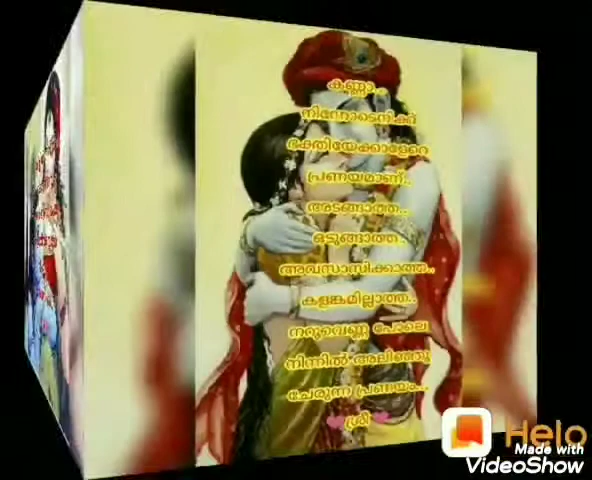 കണ്ണാ..
നിന്നോടെനിക്ക്
ഭക്തിയേക്കാളേറെ
പ്രണയമാണ്..
അടങ്ങാത്ത..
ഒടുങ്ങാത്ത..
അവസാനിക്കാത്ത..
കളങ്കമില്ലാത്ത..
നറുവെണ്ണ പോലെ
നിന്നിൽ അലിഞ്ഞു
ചേരുന്ന പ്രണയം...
ശ്രീ
Helo
Made with
VideoShow